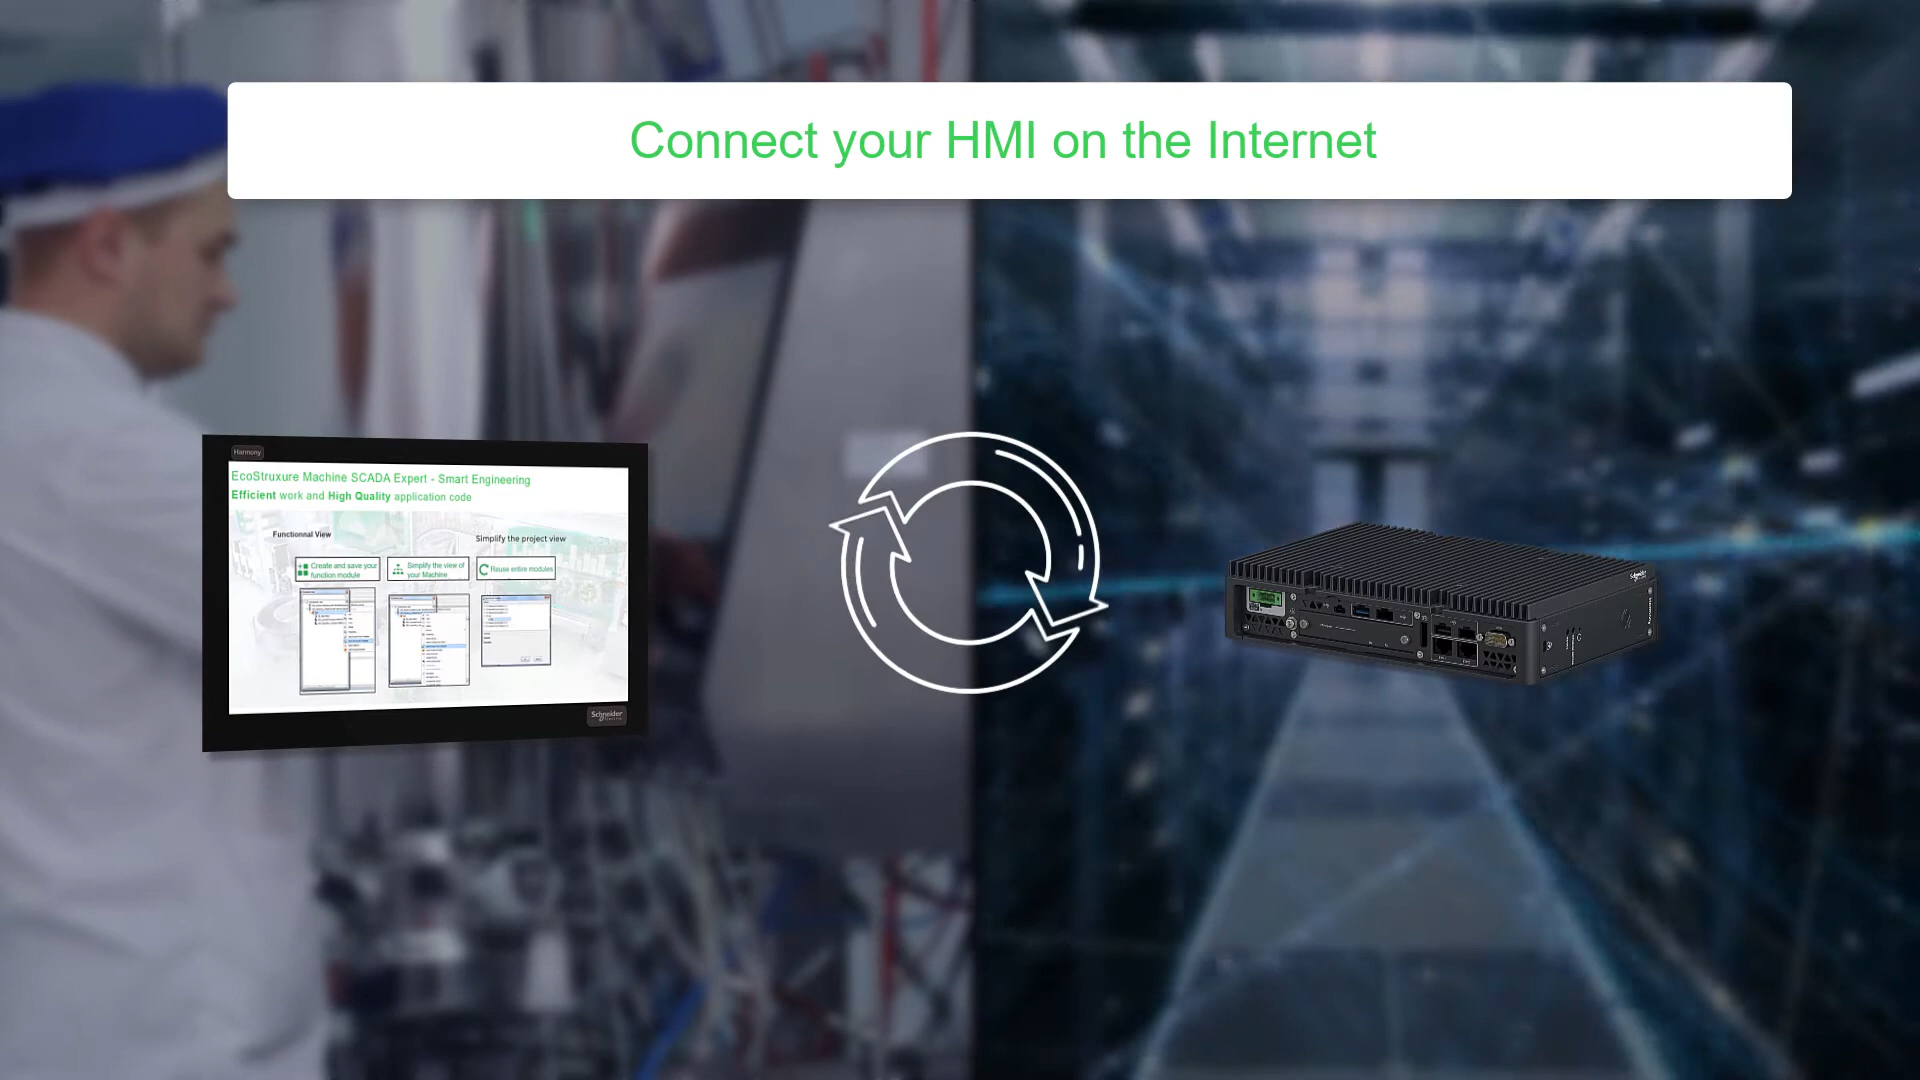 Connect your HMI on the Internet
Harmony
EcoStruxure Machine SCADA Expert - Smart Engineering
Efficient work and High Quality application code
Functionnal View
Simplify the project view
Create and save your
function module
Simplify the view of
your Machine
Reuse entire modules
Schneider